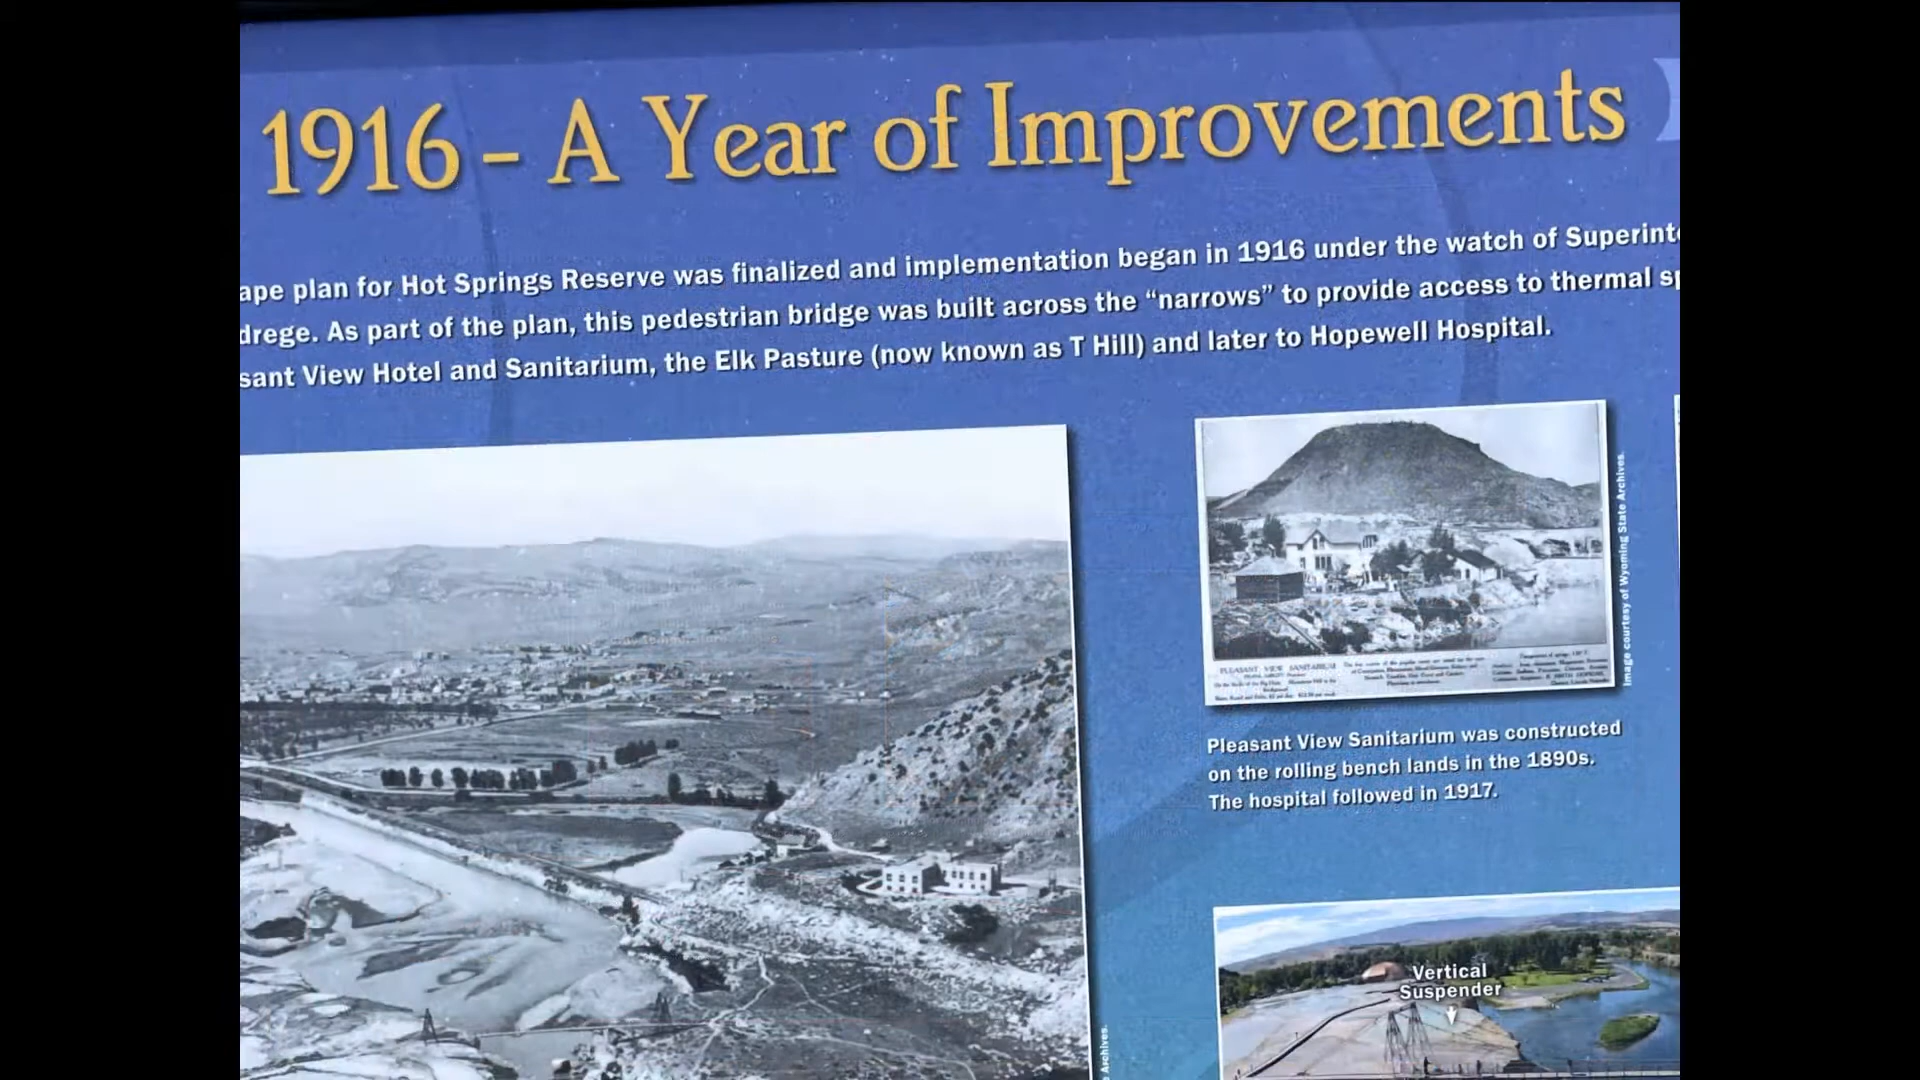 1916 - A Year of Improvements
ape plan for Hot Springs Reserve was finalized and implementation began in 1916 under the watch of Superint
drege. As part of the plan, this pedestrian bridge was built across the “narrows” to provide access to thermal sp
sant View Hotel and Sanitarium, the Elk Pasture (now known as T Hill) and later to Hopewell Hospital.
Image courtesy of Wyoming State Archives.
PLEASANT VIEW SANITARIUM
Pleasant View Sanitarium was constructed
on the rolling bench lands in the 1890s.
The hospital followed in 1917.
Vertical
Suspender
e Archives.